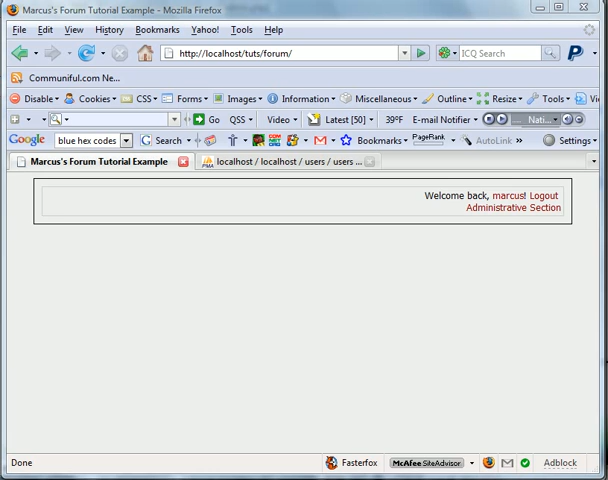 Marcus's Forum Tutorial Example - Mozilla Firefox
File Edit View History Bookmarks Yahoo! Tools Help
http://localhost/tuts/forum/ ICQ Search
Communiful.com Ne...
Disable Cookies CSS Forms Images Information Miscellaneous Outline Resize Tools
Go QSS Video Latest [50] 39°F E-mail Notifier Nati...
Google blue hex codes Search Bookmarks PageRank AutoLink Settings
Marcus's Forum Tutorial Example localhost / localhost / users / users ...
Welcome back, marcus! Logout
Administrative Section
Done Fasterfox McAfee SiteAdvisor Adblock